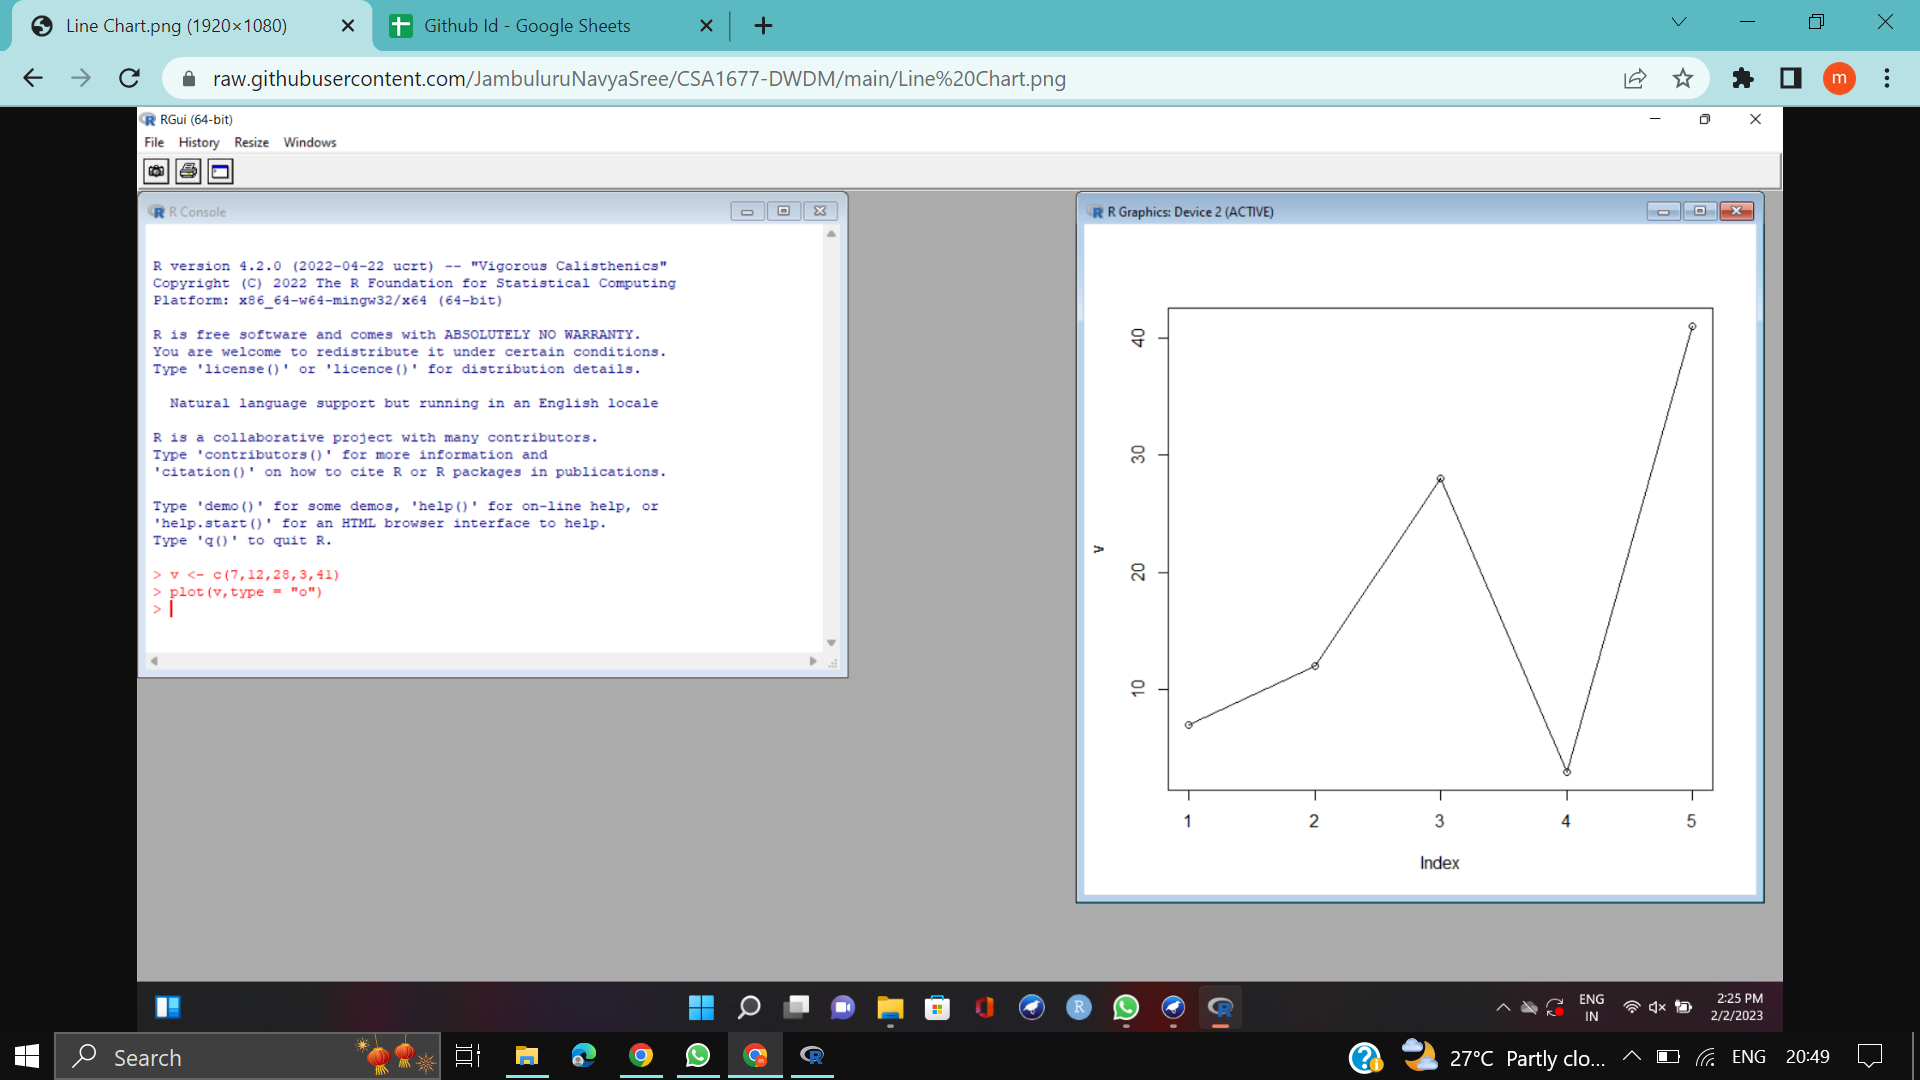 Line Chart.png (1920×1080)
Github Id - Google Sheets
raw.githubusercontent.com/JambuluruNavyaSree/CSA1677-DWDM/main/Line%20Chart.png
m
RGui (64-bit)
File History Resize Windows
R Console
R version 4.2.0 (2022-04-22 ucrt) -- "Vigorous Calisthenics"
Copyright (C) 2022 The R Foundation for Statistical Computing
Platform: x86_64-w64-mingw32/x64 (64-bit)
R is free software and comes with ABSOLUTELY NO WARRANTY.
You are welcome to redistribute it under certain conditions.
Type 'license()' or 'licence()' for distribution details.
Natural language support but running in an English locale
R is a collaborative project with many contributors.
Type 'contributors()' for more information and
'citation()' on how to cite R or R packages in publications.
Type 'demo()' for some demos, 'help()' for on-line help, or
'help.start()' for an HTML browser interface to help.
Type 'q()' to quit R.
> v <- c(7,12,28,3,41)
> plot(v,type = "o")
>
R Graphics: Device 2 (ACTIVE)
40
30
20
10
v
1 2 3 4 5
Index
ENG
IN
2:25 PM
2/2/2023
Search
27°C Partly clo...
ENG
20:49